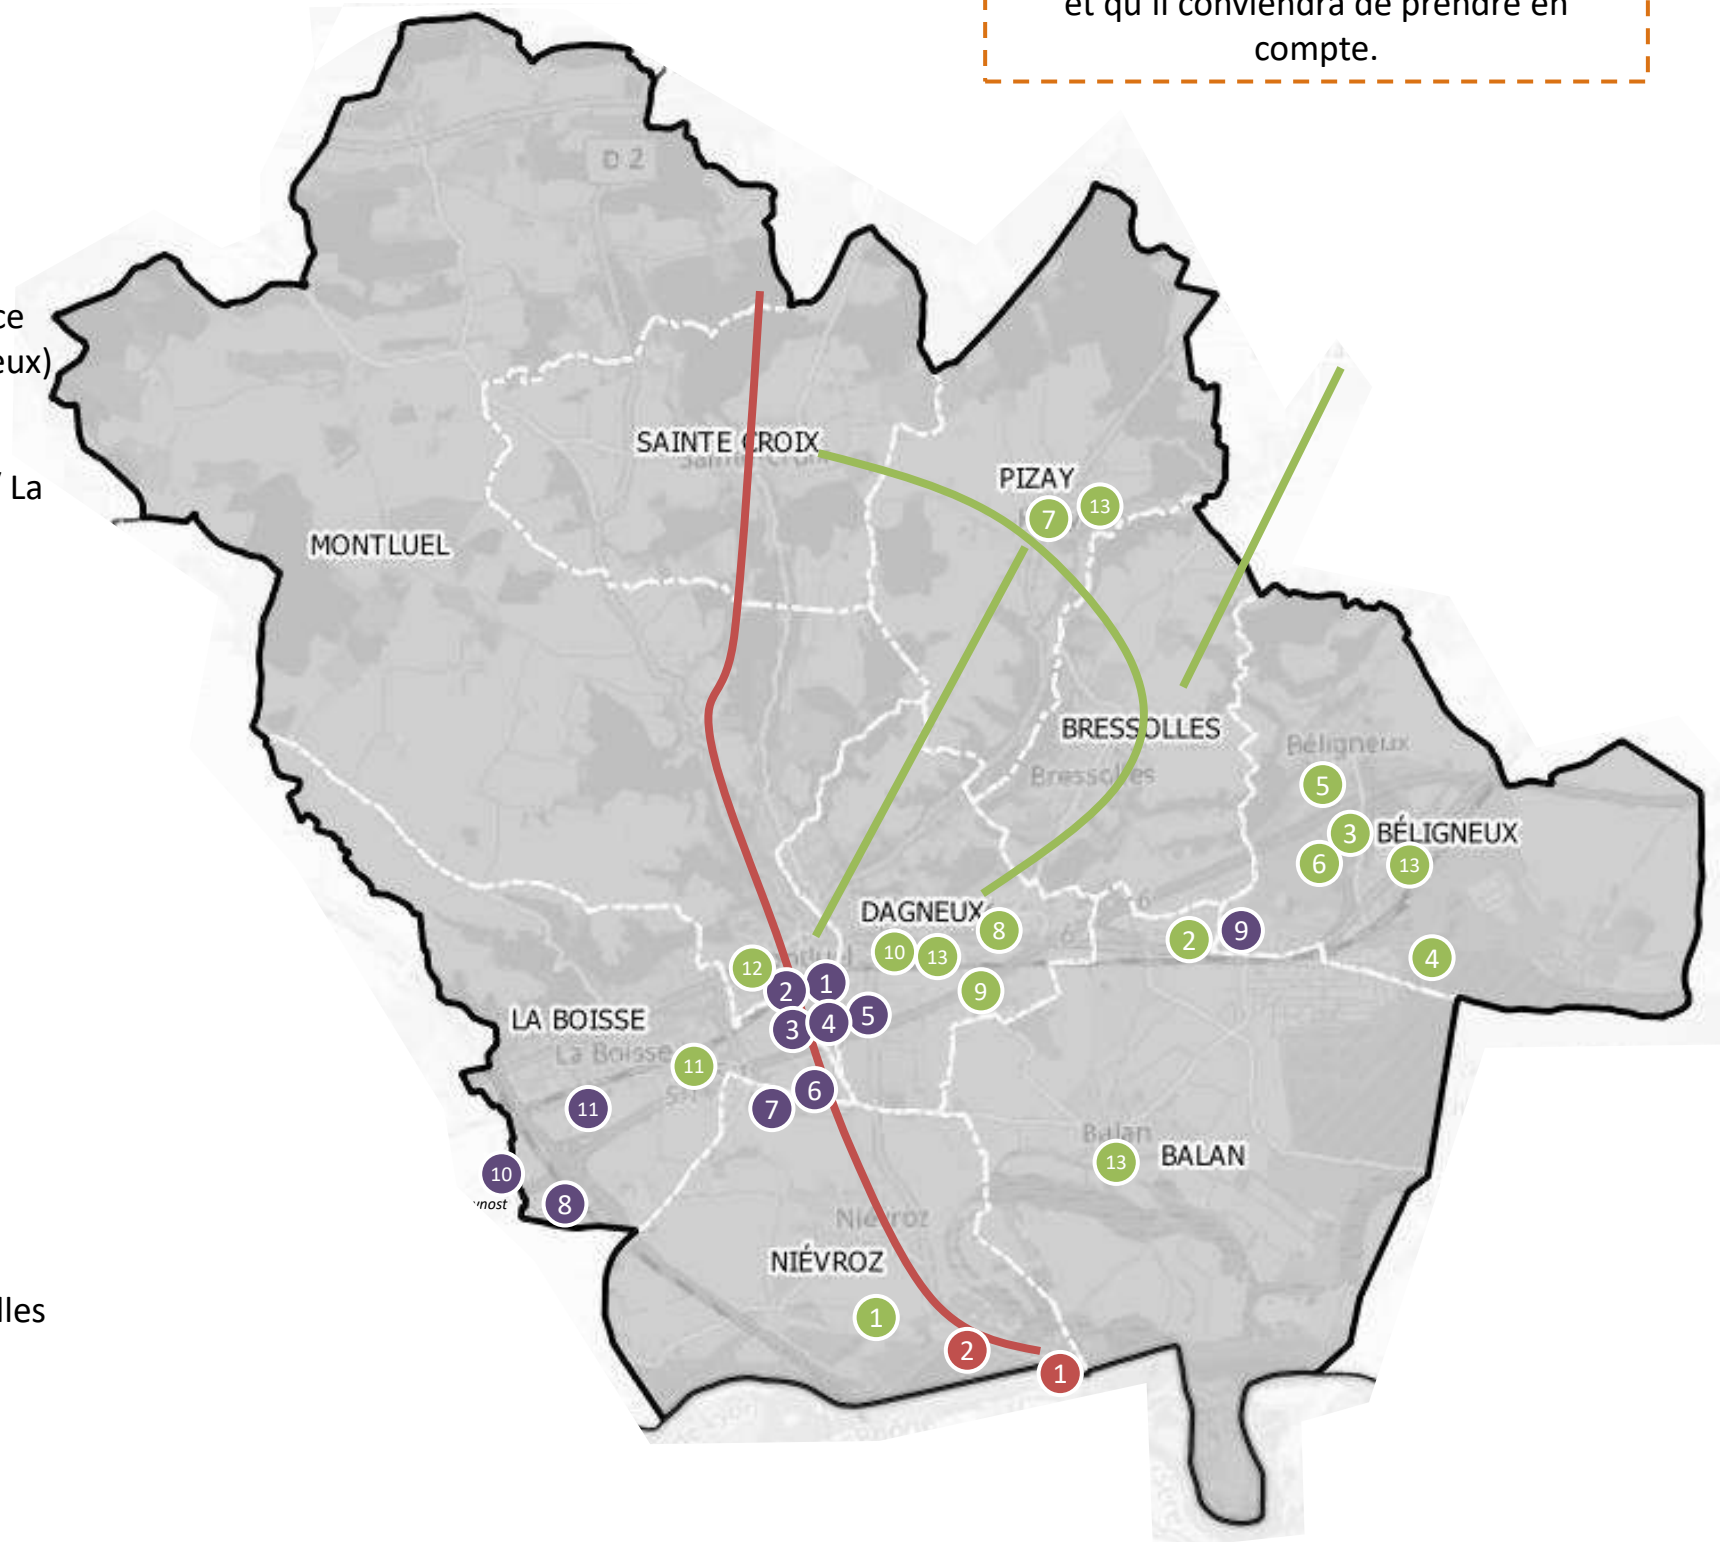 et qu'il conviendra de prendre en
compte.
D 2
ce
eux)
SAINTE CROIX
Sainte Croix
PIZAY
/ La
7
13
MONTLUEL
BRESSOLLES
Béligneux
Bressolles
5
3
BÉLIGNEUX
6
13
DAGNEUX
8
2
9
10
13
4
12
1
2
9
5
4
3
LA BOISSE
La Boisse
11
6
7
11
Balan
13
BALAN
10
ynost
8
Niévroz
NIÉVROZ
lles
1
2
1